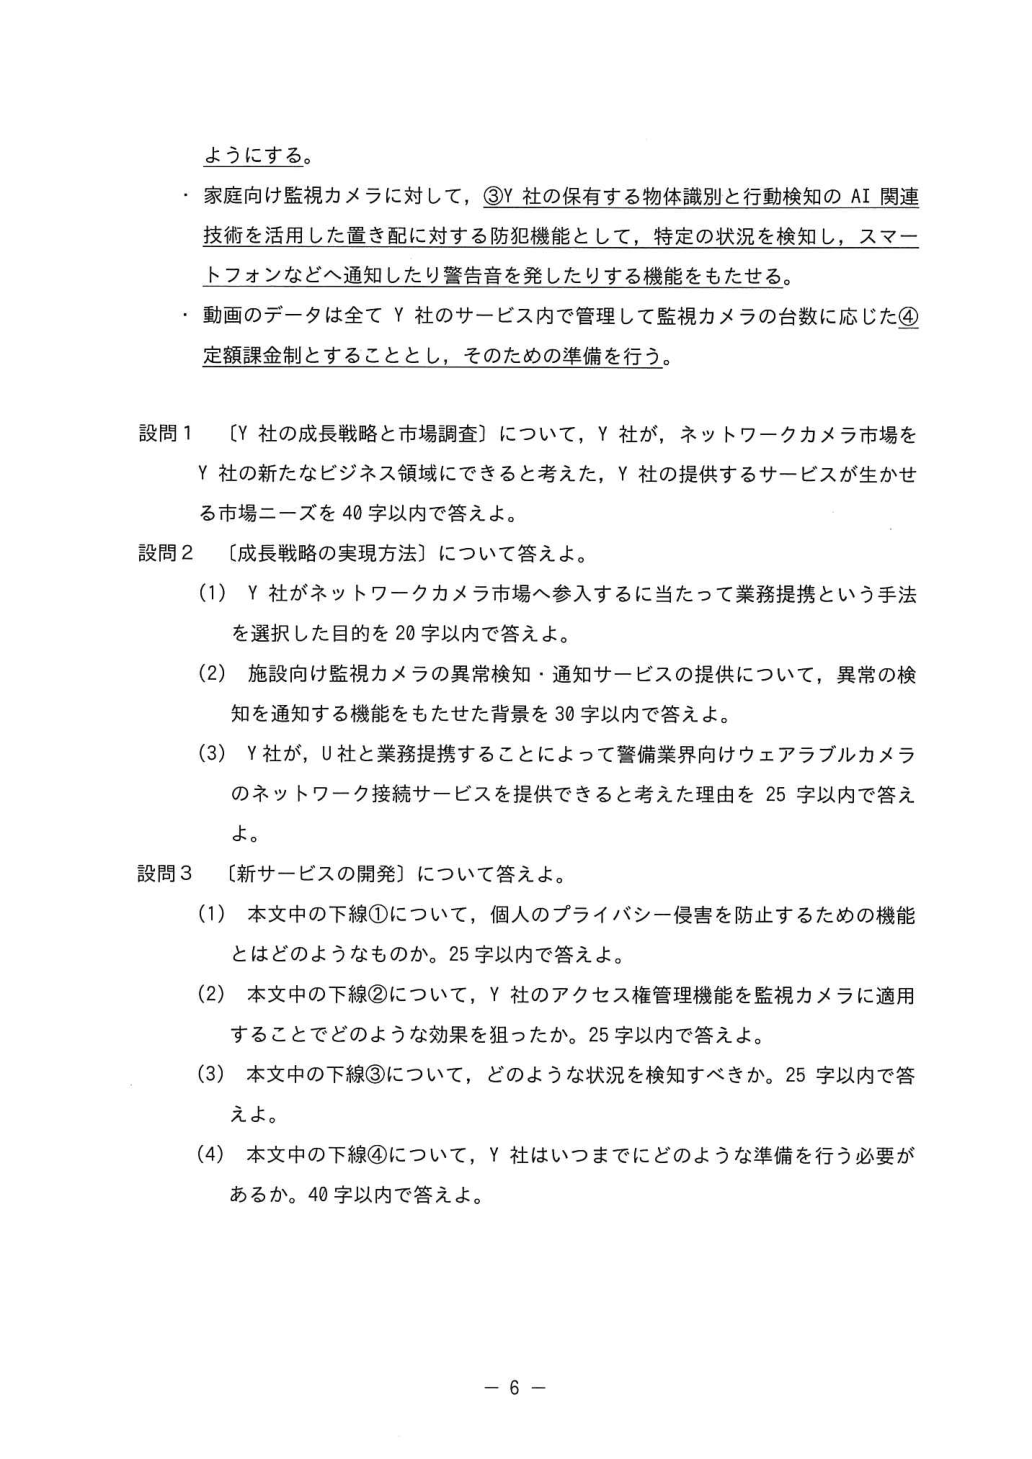 ようにする。
・ 家庭向け監視カメラに対して，③Y 社の保有する物体識別と行動検知の AI 関連
技術を活用した置き配に対する防犯機能として，特定の状況を検知し，スマー
トフォンなどへ通知したり警告音を発したりする機能をもたせる。
・ 動画のデータは全て Y 社のサービス内で管理して監視カメラの台数に応じた④
定額課金制とすることとし，そのための準備を行う。
設問1 〔Y 社の成長戦略と市場調査〕について，Y 社が，ネットワークカメラ市場を
Y 社の新たなビジネス領域にできると考えた，Y 社の提供するサービスが生かせ
る市場ニーズを 40 字以内で答えよ。
設問2 〔成長戦略の実現方法〕について答えよ。
(1) Y 社がネットワークカメラ市場へ参入するに当たって業務提携という手法
を選択した目的を 20 字以内で答えよ。
(2) 施設向け監視カメラの異常検知・通知サービスの提供について，異常の検
知を通知する機能をもたせた背景を 30 字以内で答えよ。
(3) Y 社が，U 社と業務提携することによって警備業界向けウェアラブルカメラ
のネットワーク接続サービスを提供できると考えた理由を 25 字以内で答え
よ。
設問3 〔新サービスの開発〕について答えよ。
(1) 本文中の下線①について，個人のプライバシー侵害を防止するための機能
とはどのようなものか。25 字以内で答えよ。
(2) 本文中の下線②について，Y 社のアクセス権管理機能を監視カメラに適用
することでどのような効果を狙ったか。25 字以内で答えよ。
(3) 本文中の下線③について，どのような状況を検知すべきか。25 字以内で答
えよ。
(4) 本文中の下線④について，Y 社はいつまでにどのような準備を行う必要が
あるか。40 字以内で答えよ。
― 6 ―